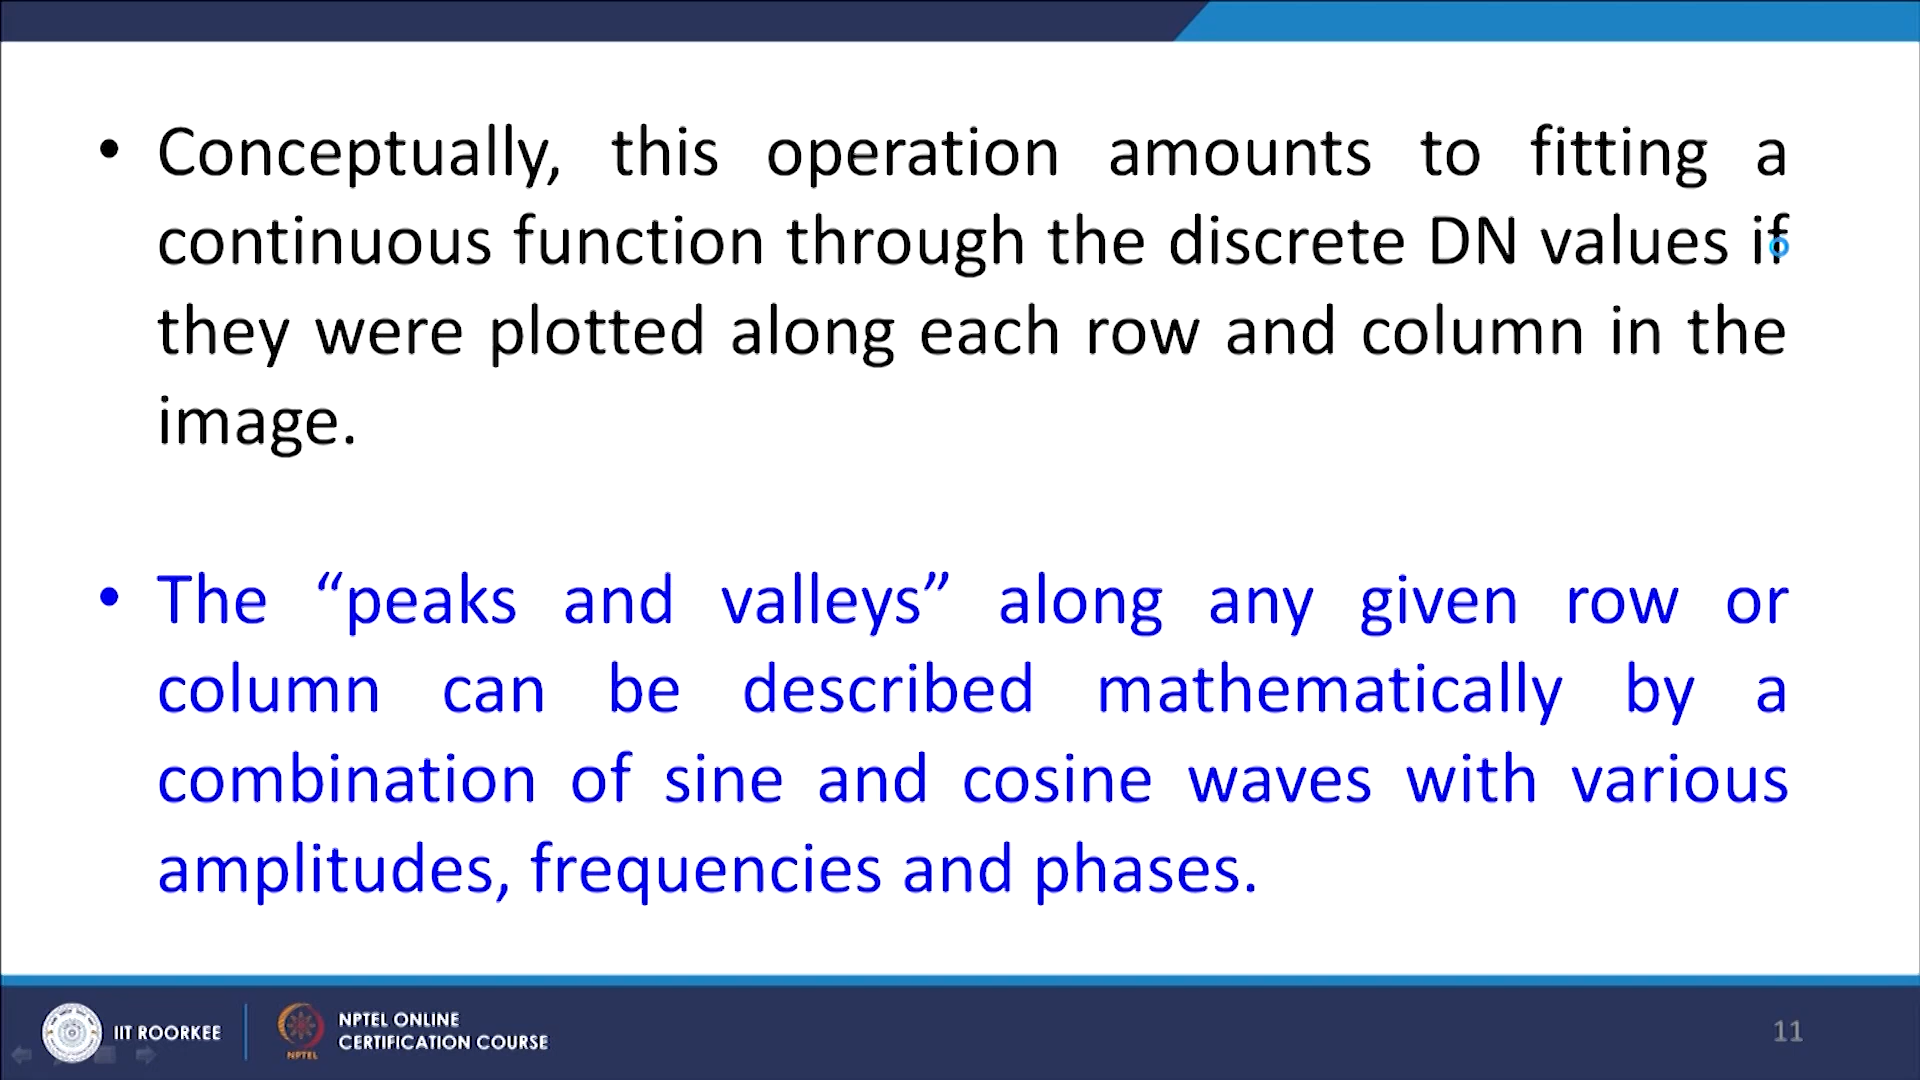 • Conceptually, this operation amounts to fitting a
continuous function through the discrete DN values if
they were plotted along each row and column in the
image.
• The “peaks and valleys” along any given row or
column can be described mathematically by a
combination of sine and cosine waves with various
amplitudes, frequencies and phases.
IIT ROORKEE
NPTEL
NPTEL ONLINE
CERTIFICATION COURSE
11